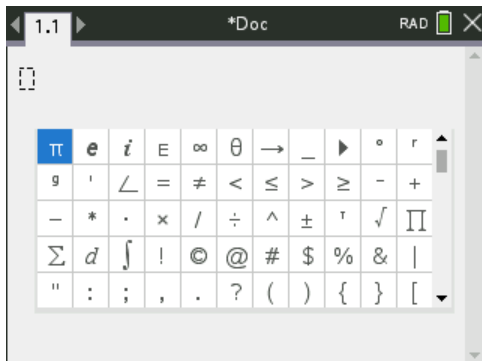 1.1 *Doc RAD
π e i E ∞ θ → _ ▶ ° ʳ
ᵍ ' ∠ = ≠ < ≤ > ≥ ⁻ +
− * · × / ÷ ^ ± ᵀ √ ∏
∑ d ∫ ! © @ # $ % & |
" : ; , . ? ( ) { } [